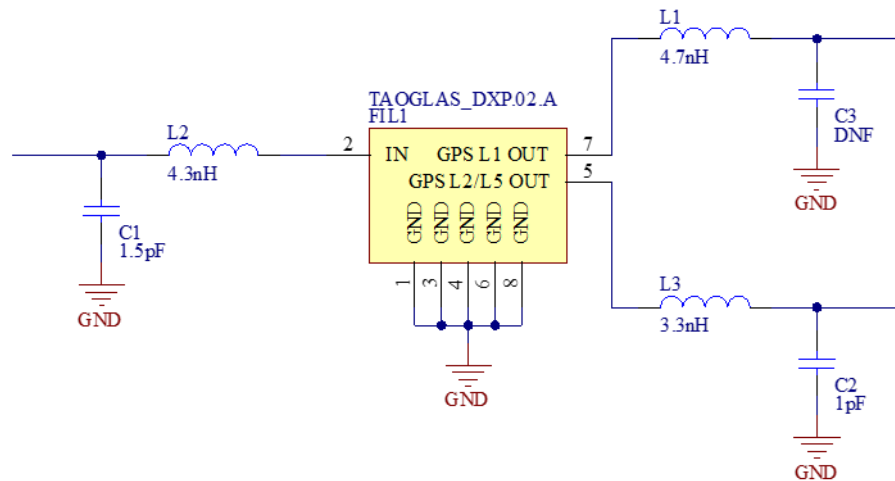 L1
4.7nH
C3
DNF
GND
TAOGLAS_DXP.02.A
FIL1
L2
4.3nH
2
IN
GPS L1 OUT
7
GPS L2/L5 OUT
5
GND
GND
GND
GND
GND
1
3
4
6
8
C1
1.5pF
GND
GND
L3
3.3nH
C2
1pF
GND